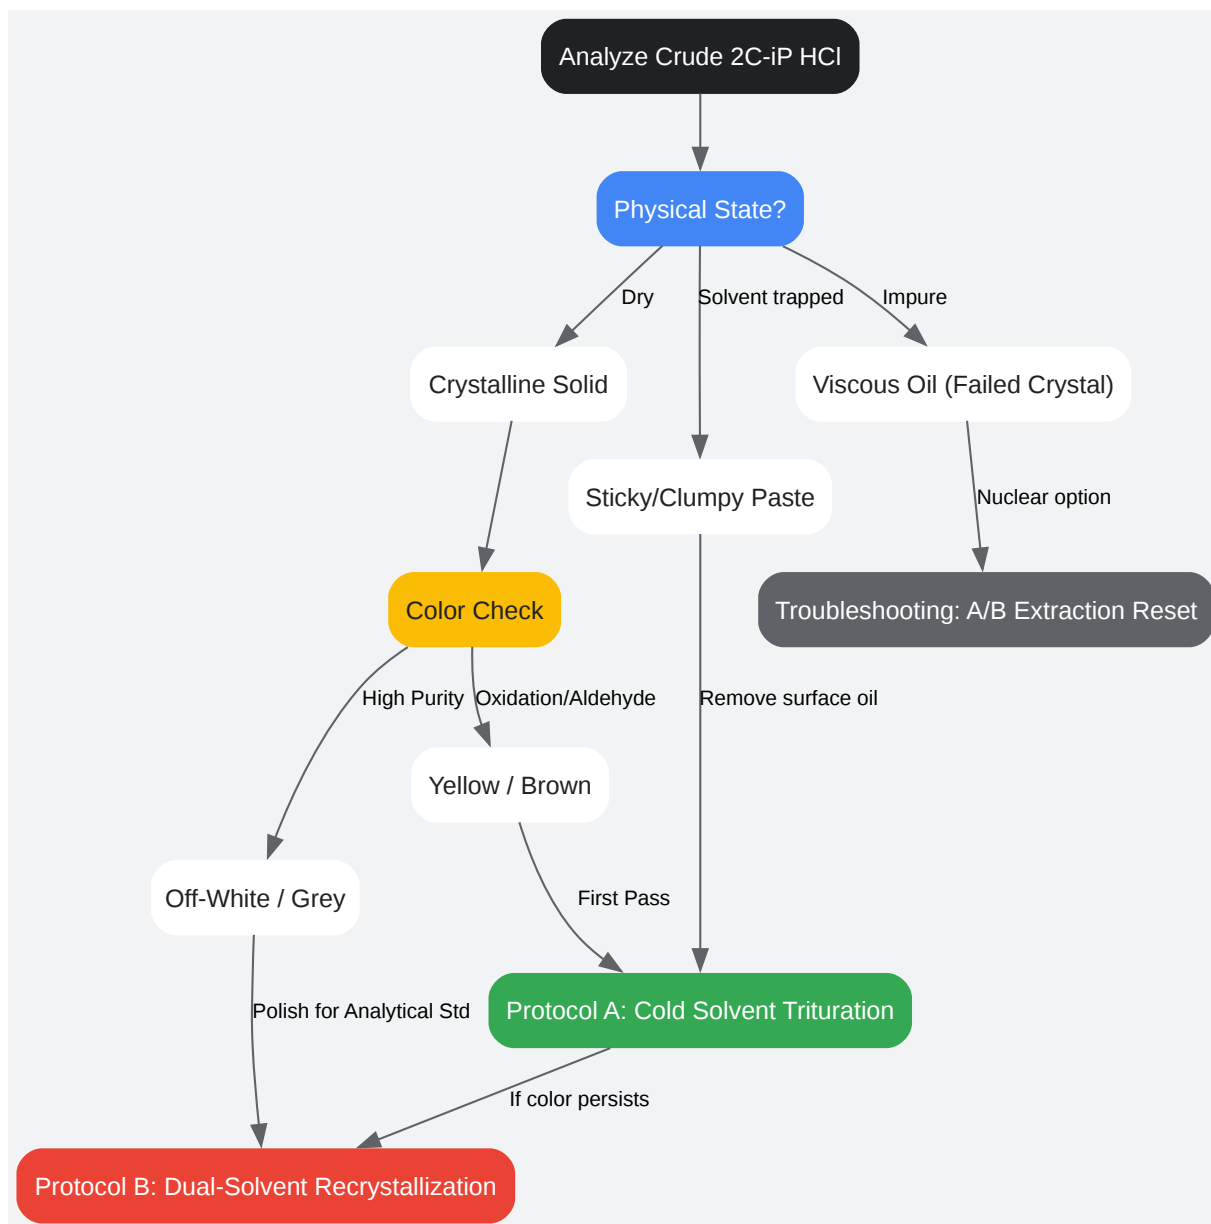 Analyze Crude 2C-iP HCl
Physical State?
Dry
Solvent trapped
Impure
Crystalline Solid
Viscous Oil (Failed Crystal)
Sticky/Clumpy Paste
Nuclear option
Color Check
Troubleshooting: A/B Extraction Reset
High Purity
Oxidation/Aldehyde
Remove surface oil
Yellow / Brown
Off-White / Grey
First Pass
Polish for Analytical Std
Protocol A: Cold Solvent Trituration
If color persists
Protocol B: Dual-Solvent Recrystallization